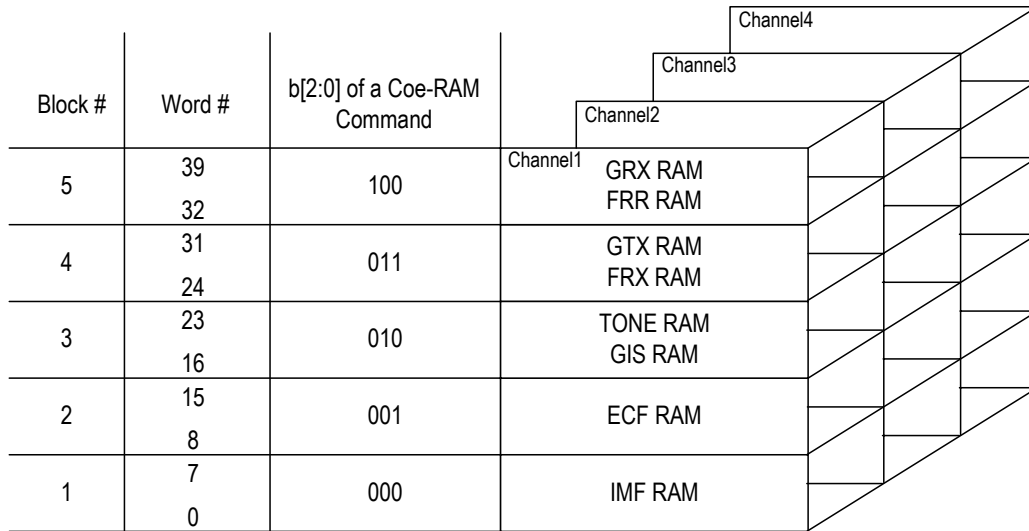 Channel4
Channel3
Channel2
Block #
Word #
b[2:0] of a Coe-RAM
Command
Channel1
5
39
32
100
GRX RAM
FRR RAM
4
31
24
011
GTX RAM
FRX RAM
3
23
16
010
TONE RAM
GIS RAM
2
15
8
001
ECF RAM
1
7
0
000
IMF RAM